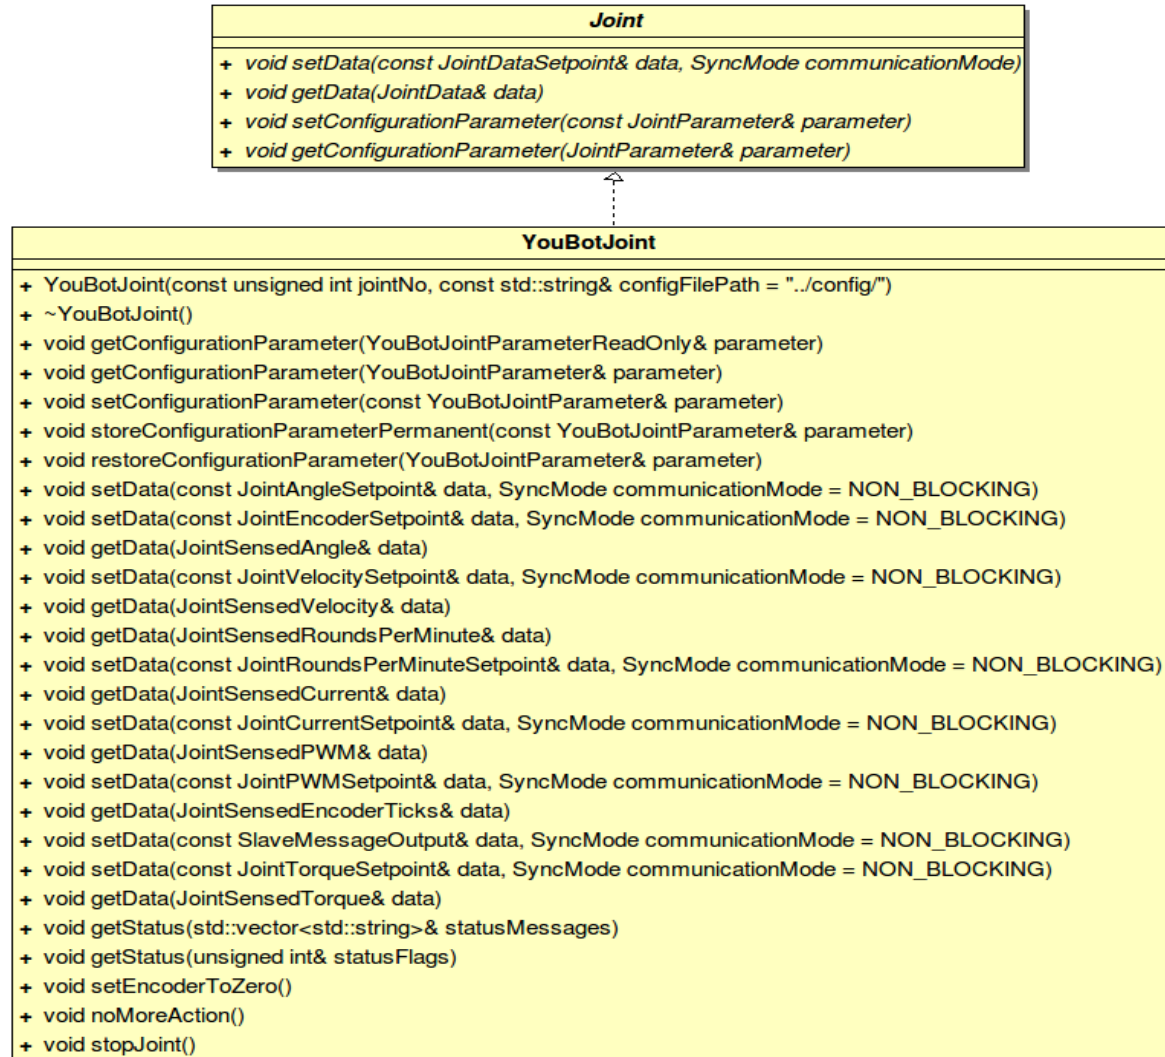 Joint
+ void setData(const JointDataSetpoint& data, SyncMode communicationMode)
+ void getData(JointData& data)
+ void setConfigurationParameter(const JointParameter& parameter)
+ void getConfigurationParameter(JointParameter& parameter)
YouBotJoint
+ YouBotJoint(const unsigned int jointNo, const std::string& configFilePath = "../config/")
+ ~YouBotJoint()
+ void getConfigurationParameter(YouBotJointParameterReadOnly& parameter)
+ void getConfigurationParameter(YouBotJointParameter& parameter)
+ void setConfigurationParameter(const YouBotJointParameter& parameter)
+ void storeConfigurationParameterPermanent(const YouBotJointParameter& parameter)
+ void restoreConfigurationParameter(YouBotJointParameter& parameter)
+ void setData(const JointAngleSetpoint& data, SyncMode communicationMode = NON_BLOCKING)
+ void setData(const JointEncoderSetpoint& data, SyncMode communicationMode = NON_BLOCKING)
+ void getData(JointSensedAngle& data)
+ void setData(const JointVelocitySetpoint& data, SyncMode communicationMode = NON_BLOCKING)
+ void getData(JointSensedVelocity& data)
+ void getData(JointSensedRoundsPerMinute& data)
+ void setData(const JointRoundsPerMinuteSetpoint& data, SyncMode communicationMode = NON_BLOCKING)
+ void getData(JointSensedCurrent& data)
+ void setData(const JointCurrentSetpoint& data, SyncMode communicationMode = NON_BLOCKING)
+ void getData(JointSensedPWM& data)
+ void setData(const JointPWMSetpoint& data, SyncMode communicationMode = NON_BLOCKING)
+ void getData(JointSensedEncoderTicks& data)
+ void setData(const SlaveMessageOutput& data, SyncMode communicationMode = NON_BLOCKING)
+ void setData(const JointTorqueSetpoint& data, SyncMode communicationMode = NON_BLOCKING)
+ void getData(JointSensedTorque& data)
+ void getStatus(std::vector<std::string>& statusMessages)
+ void getStatus(unsigned int& statusFlags)
+ void setEncoderToZero()
+ void noMoreAction()
+ void stopJoint()